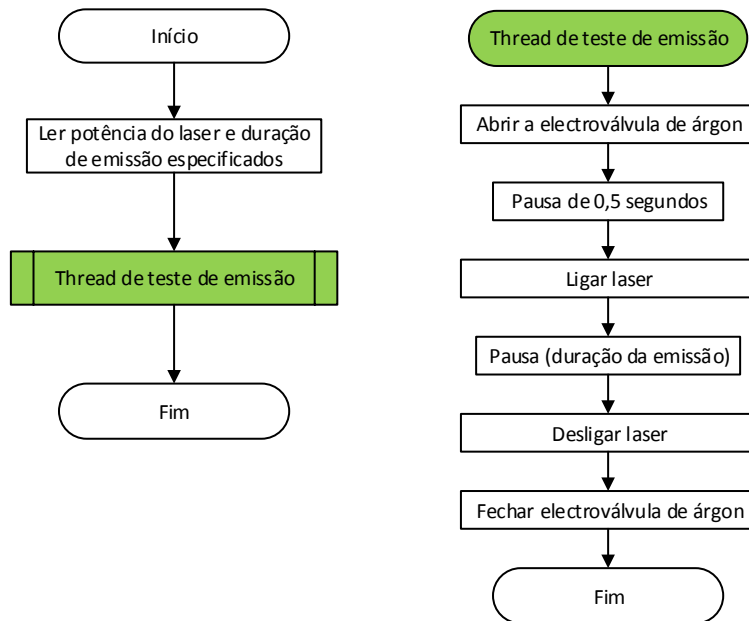 Início
Ler potência do laser e duração
de emissão especificados
Thread de teste de emissão
Fim
Thread de teste de emissão
Abrir a electroválvula de árgon
Pausa de 0,5 segundos
Ligar laser
Pausa (duração da emissão)
Desligar laser
Fechar electroválvula de árgon
Fim